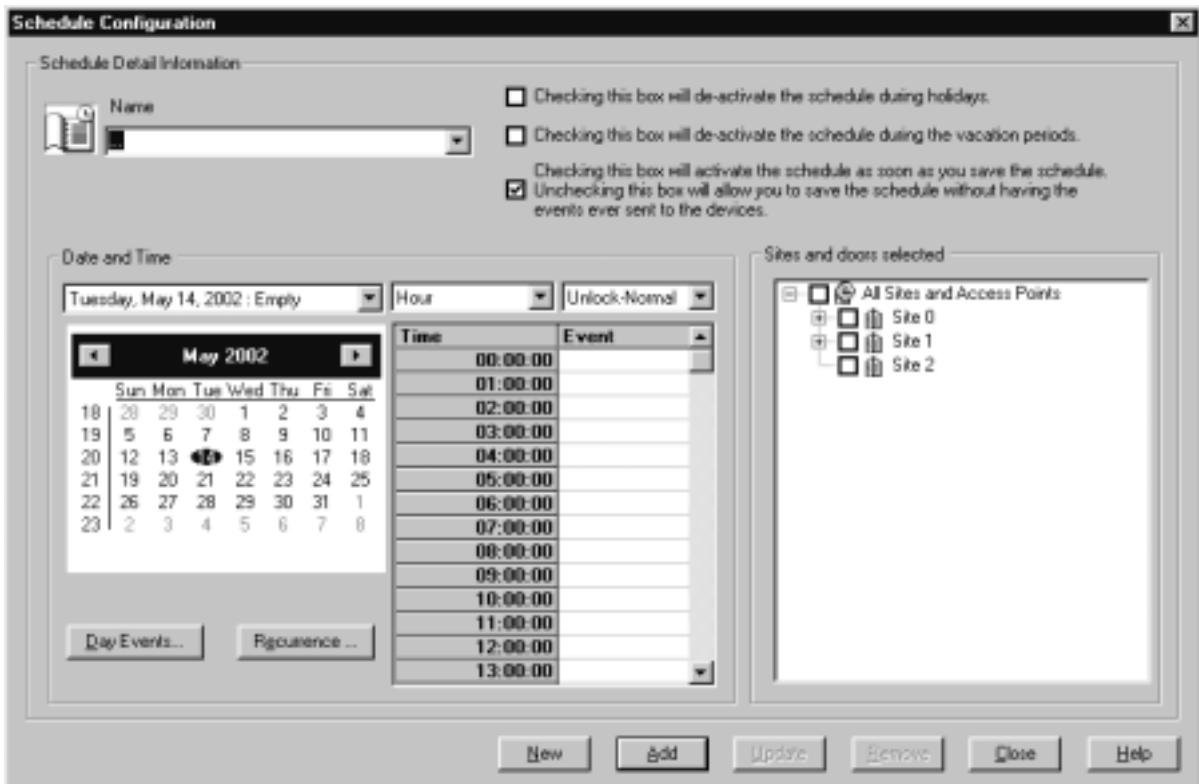 Schedule Configuration
Schedule Detail Information
Name
Checking this box will de-activate the schedule during holidays.
Checking this box will de-activate the schedule during the vacation periods.
Checking this box will activate the schedule as soon as you save the schedule.
Unchecking this box will allow you to save the schedule without having the
events ever sent to the devices.
Date and Time
Tuesday, May 14, 2002 : Empty
Hour
Unlock-Normal
May 2002
Sun Mon Tue Wed Thu Fri Sat
18 28 29 30 1 2 3 4
19 5 6 7 8 9 10 11
20 12 13 14 15 16 17 18
21 19 20 21 22 23 24 25
22 26 27 28 29 30 31 1
23 2 3 4 5 6 7 8
Day Events...
Recurrence ...
Time Event
00:00:00
01:00:00
02:00:00
03:00:00
04:00:00
05:00:00
06:00:00
07:00:00
08:00:00
09:00:00
10:00:00
11:00:00
12:00:00
13:00:00
Sites and doors selected
All Sites and Access Points
Site 0
Site 1
Site 2
New
Add
Update
Remove
Close
Help